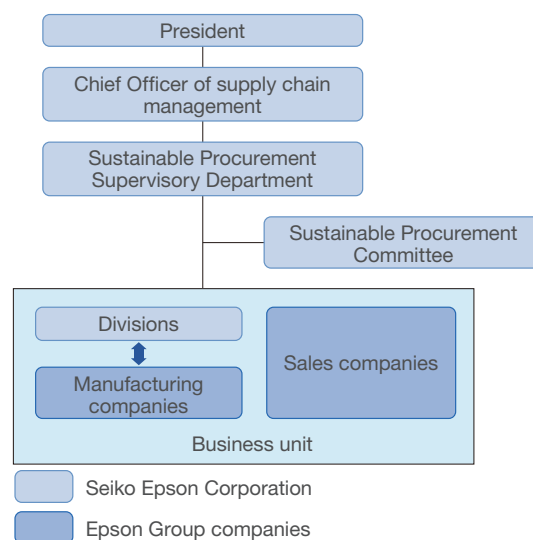 President
Chief Officer of supply chain
management
Sustainable Procurement
Supervisory Department
Sustainable Procurement
Committee
Divisions
Manufacturing
companies
Sales companies
Business unit
Seiko Epson Corporation
Epson Group companies